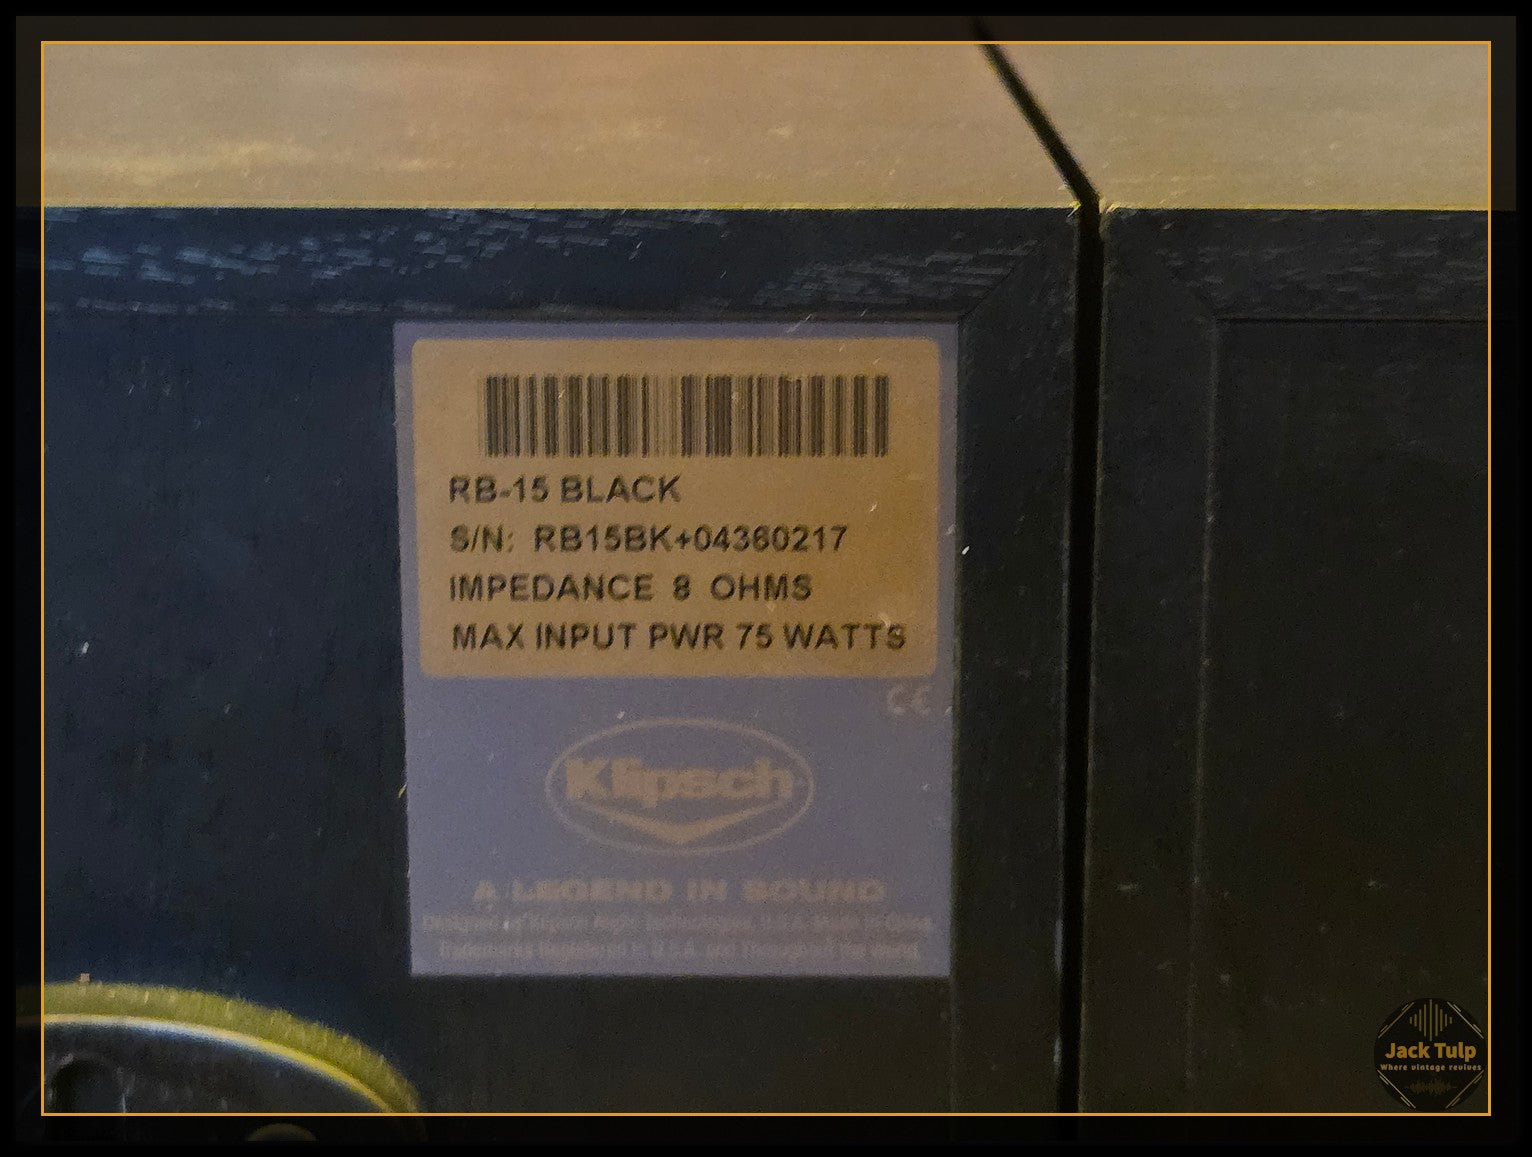 RB-15 BLACK
S/N: RB15BK+04360217
IMPEDANCE 8 OHMS
MAX INPUT PWR 75 WATTS
CE
Klipsch
A LEGEND IN SOUND
Jack Tulp
Where vintage revives